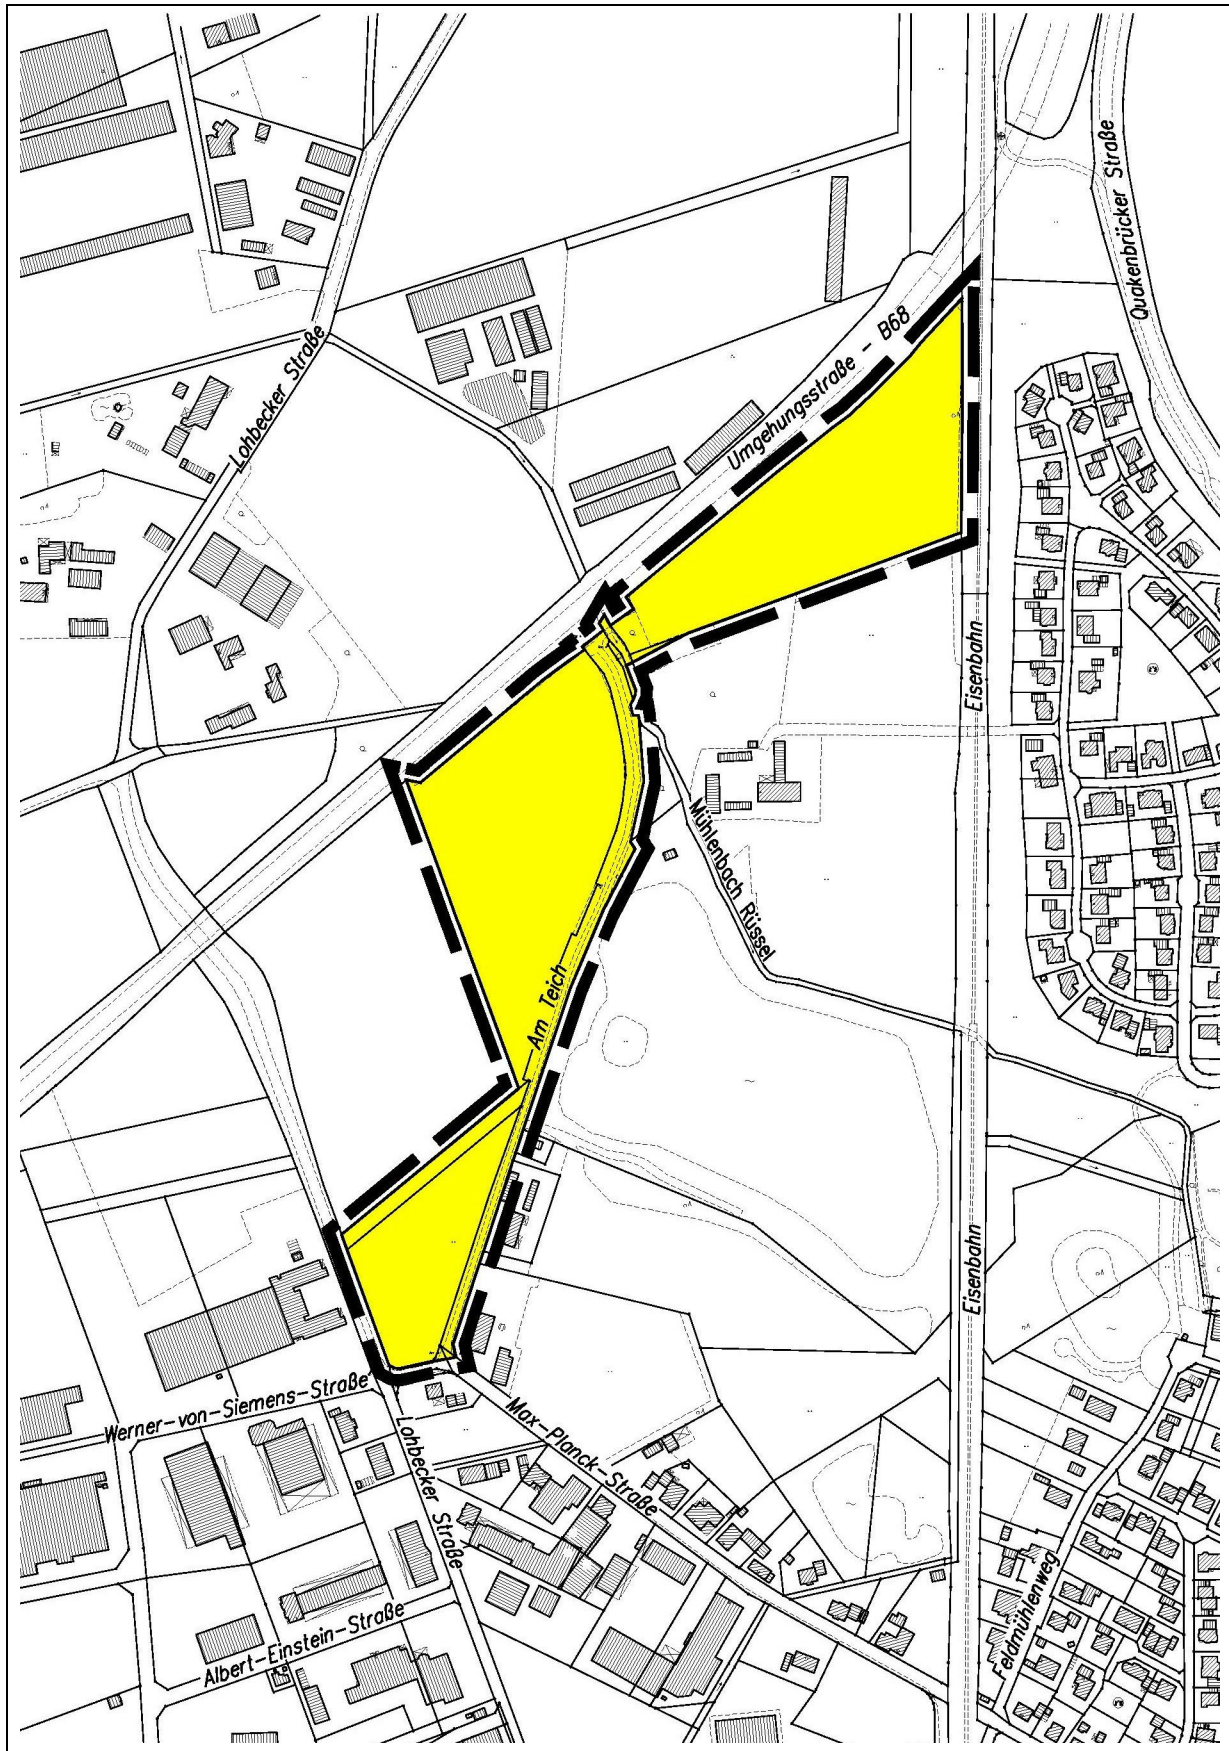 Quakenbrücker Straße
Umgehungsstraße - B68
Lohbecker Straße
Eisenbahn
Mühlenbach Rüssel
Am Teich
Eisenbahn
Werner-von-Siemens-Straße
Lohbecker Straße
Max-Planck-Straße
Albert-Einstein-Straße
Feldmühlenweg